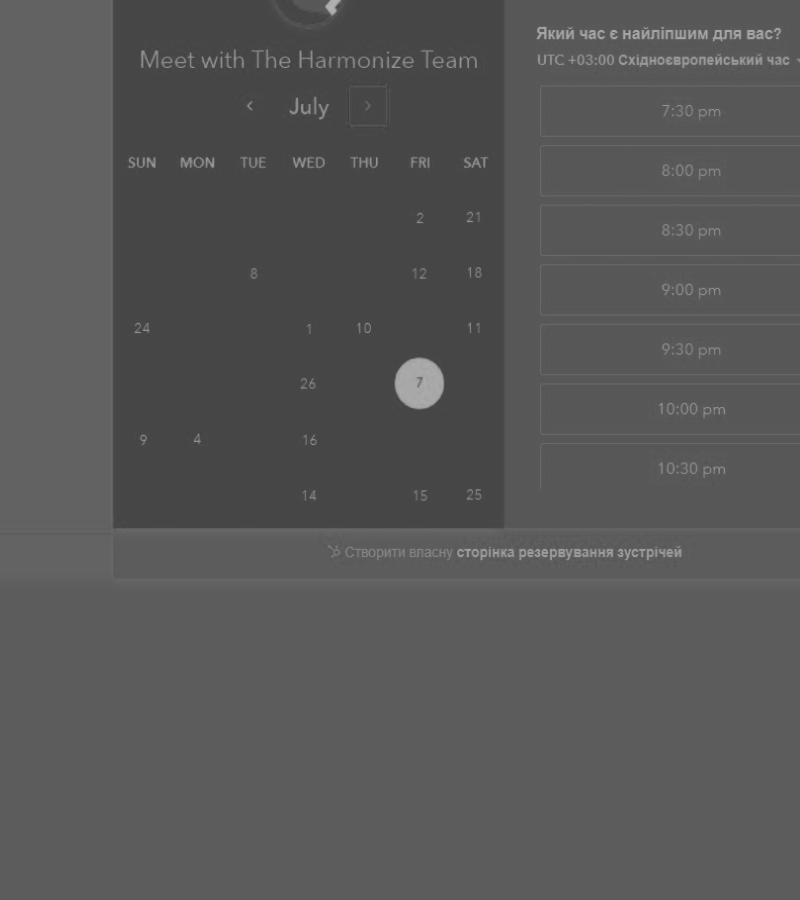 Meet with The Harmonize Team
July
SUN MON TUE WED THU FRI SAT
2 21
8 12 18
24 1 10 11
26 7
9 4 16
14 15 25
Який час є найліпшим для вас?
UTC +03:00 Східноєвропейський час
7:30 pm
8:00 pm
8:30 pm
9:00 pm
9:30 pm
10:00 pm
10:30 pm
Створити власну сторінка резервування зустрічей